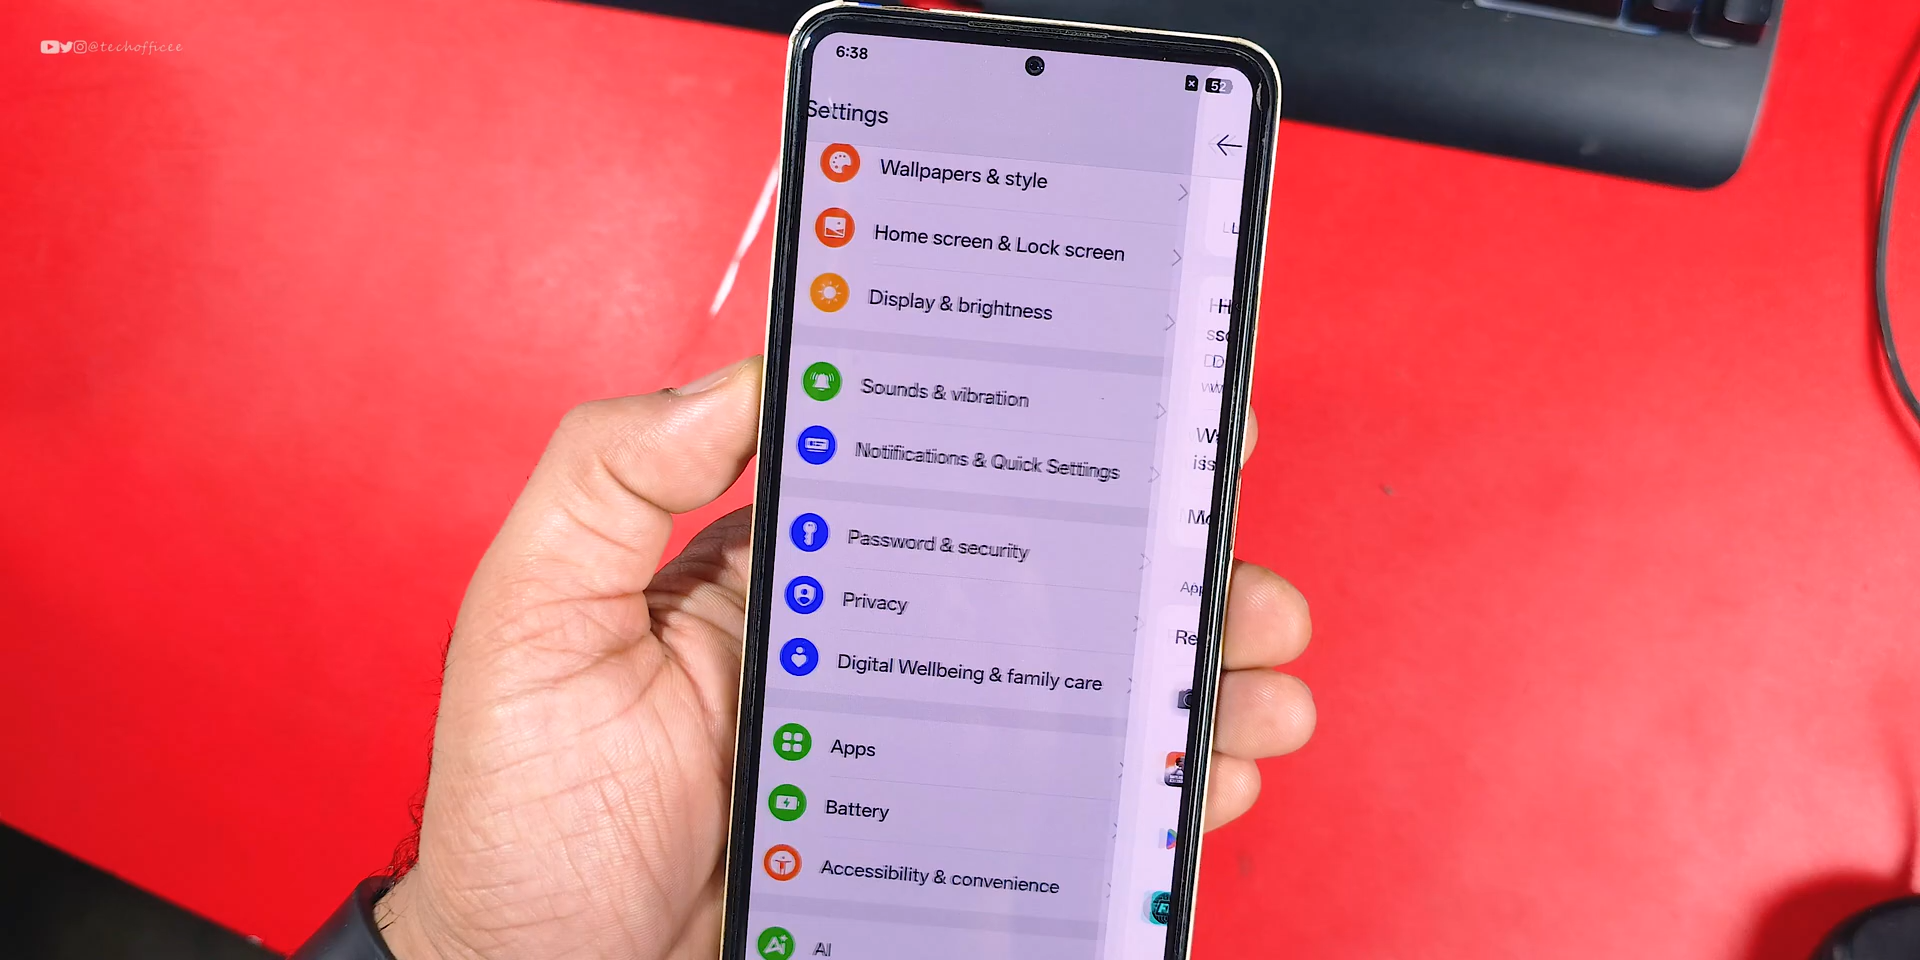 @techofficee
6:38
52
Settings
Wallpapers & style
Home screen & Lock screen
Display & brightness
Sounds & vibration
Notifications & Quick Settings
Password & security
Privacy
Digital Wellbeing & family care
Apps
Battery
Accessibility & convenience
AI